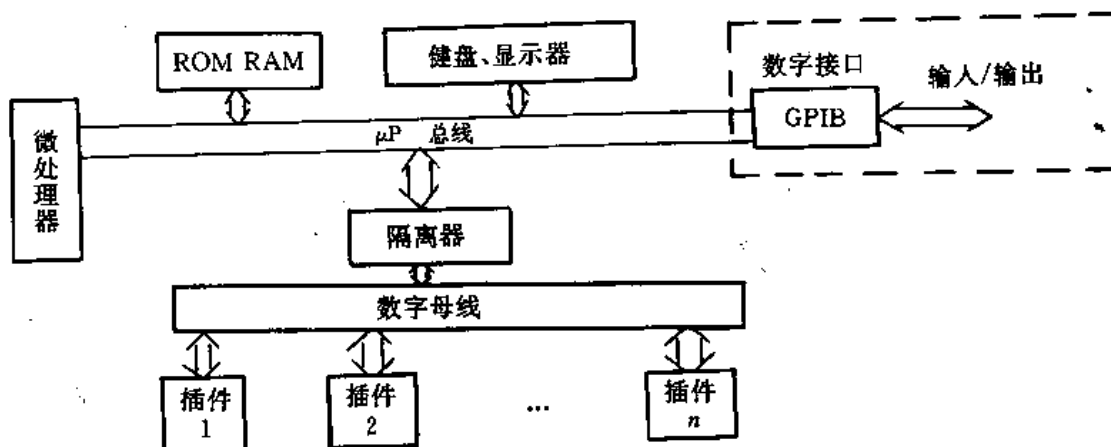 ROM RAM
键盘、显示器
数字接口
输入/输出
GPIB
微处理器
μP 总线
隔离器
数字母线
插件
1
插件
2
...
插件
n